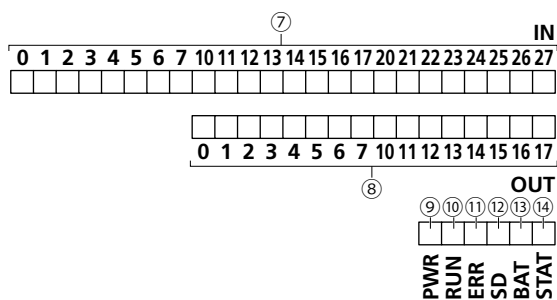 ⑦
IN
0 1 2 3 4 5 6 7 10 11 12 13 14 15 16 17 20 21 22 23 24 25 26 27
0 1 2 3 4 5 6 7 10 11 12 13 14 15 16 17
⑧
OUT
⑨ ⑩ ⑪ ⑫ ⑬ ⑭
PWR
RUN
ERR
SD
BAT
STAT